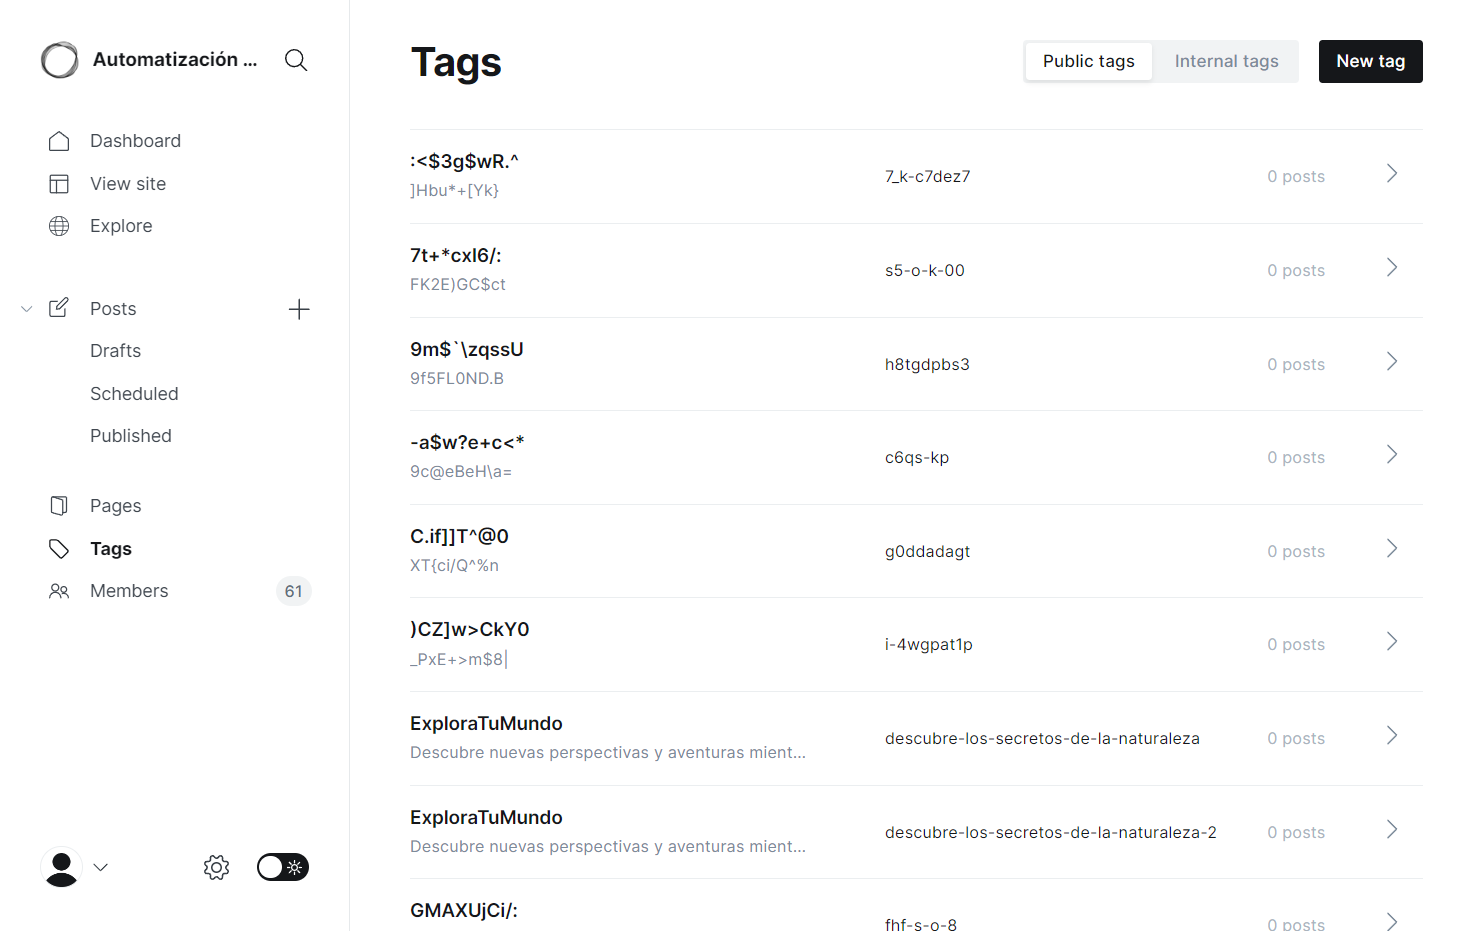 Automatización ...
Dashboard
View site
Explore
Posts
Drafts
Scheduled
Published
Pages
Tags
Members 61
Tags
Public tags Internal tags New tag
:<$3g$wR.^
]Hbu*+[Yk}
7_k-c7dez7 0 posts
7t+*cxI6/:
FK2E)GC$ct
s5-o-k-00 0 posts
9m$`\zqssU
9f5FL0ND.B
h8tgdpbs3 0 posts
-a$w?e+c<*
9c@eBeH\a=
c6qs-kp 0 posts
C.if]]T^@0
XT{ci/Q^%n
g0ddadagt 0 posts
)CZ]w>CkY0
_PxE+>m$8|
i-4wgpat1p 0 posts
ExploraTuMundo
Descubre nuevas perspectivas y aventuras mient...
descubre-los-secretos-de-la-naturaleza 0 posts
ExploraTuMundo
Descubre nuevas perspectivas y aventuras mient...
descubre-los-secretos-de-la-naturaleza-2 0 posts
GMAXUjCi/:
fhf-s-o-8 0 posts